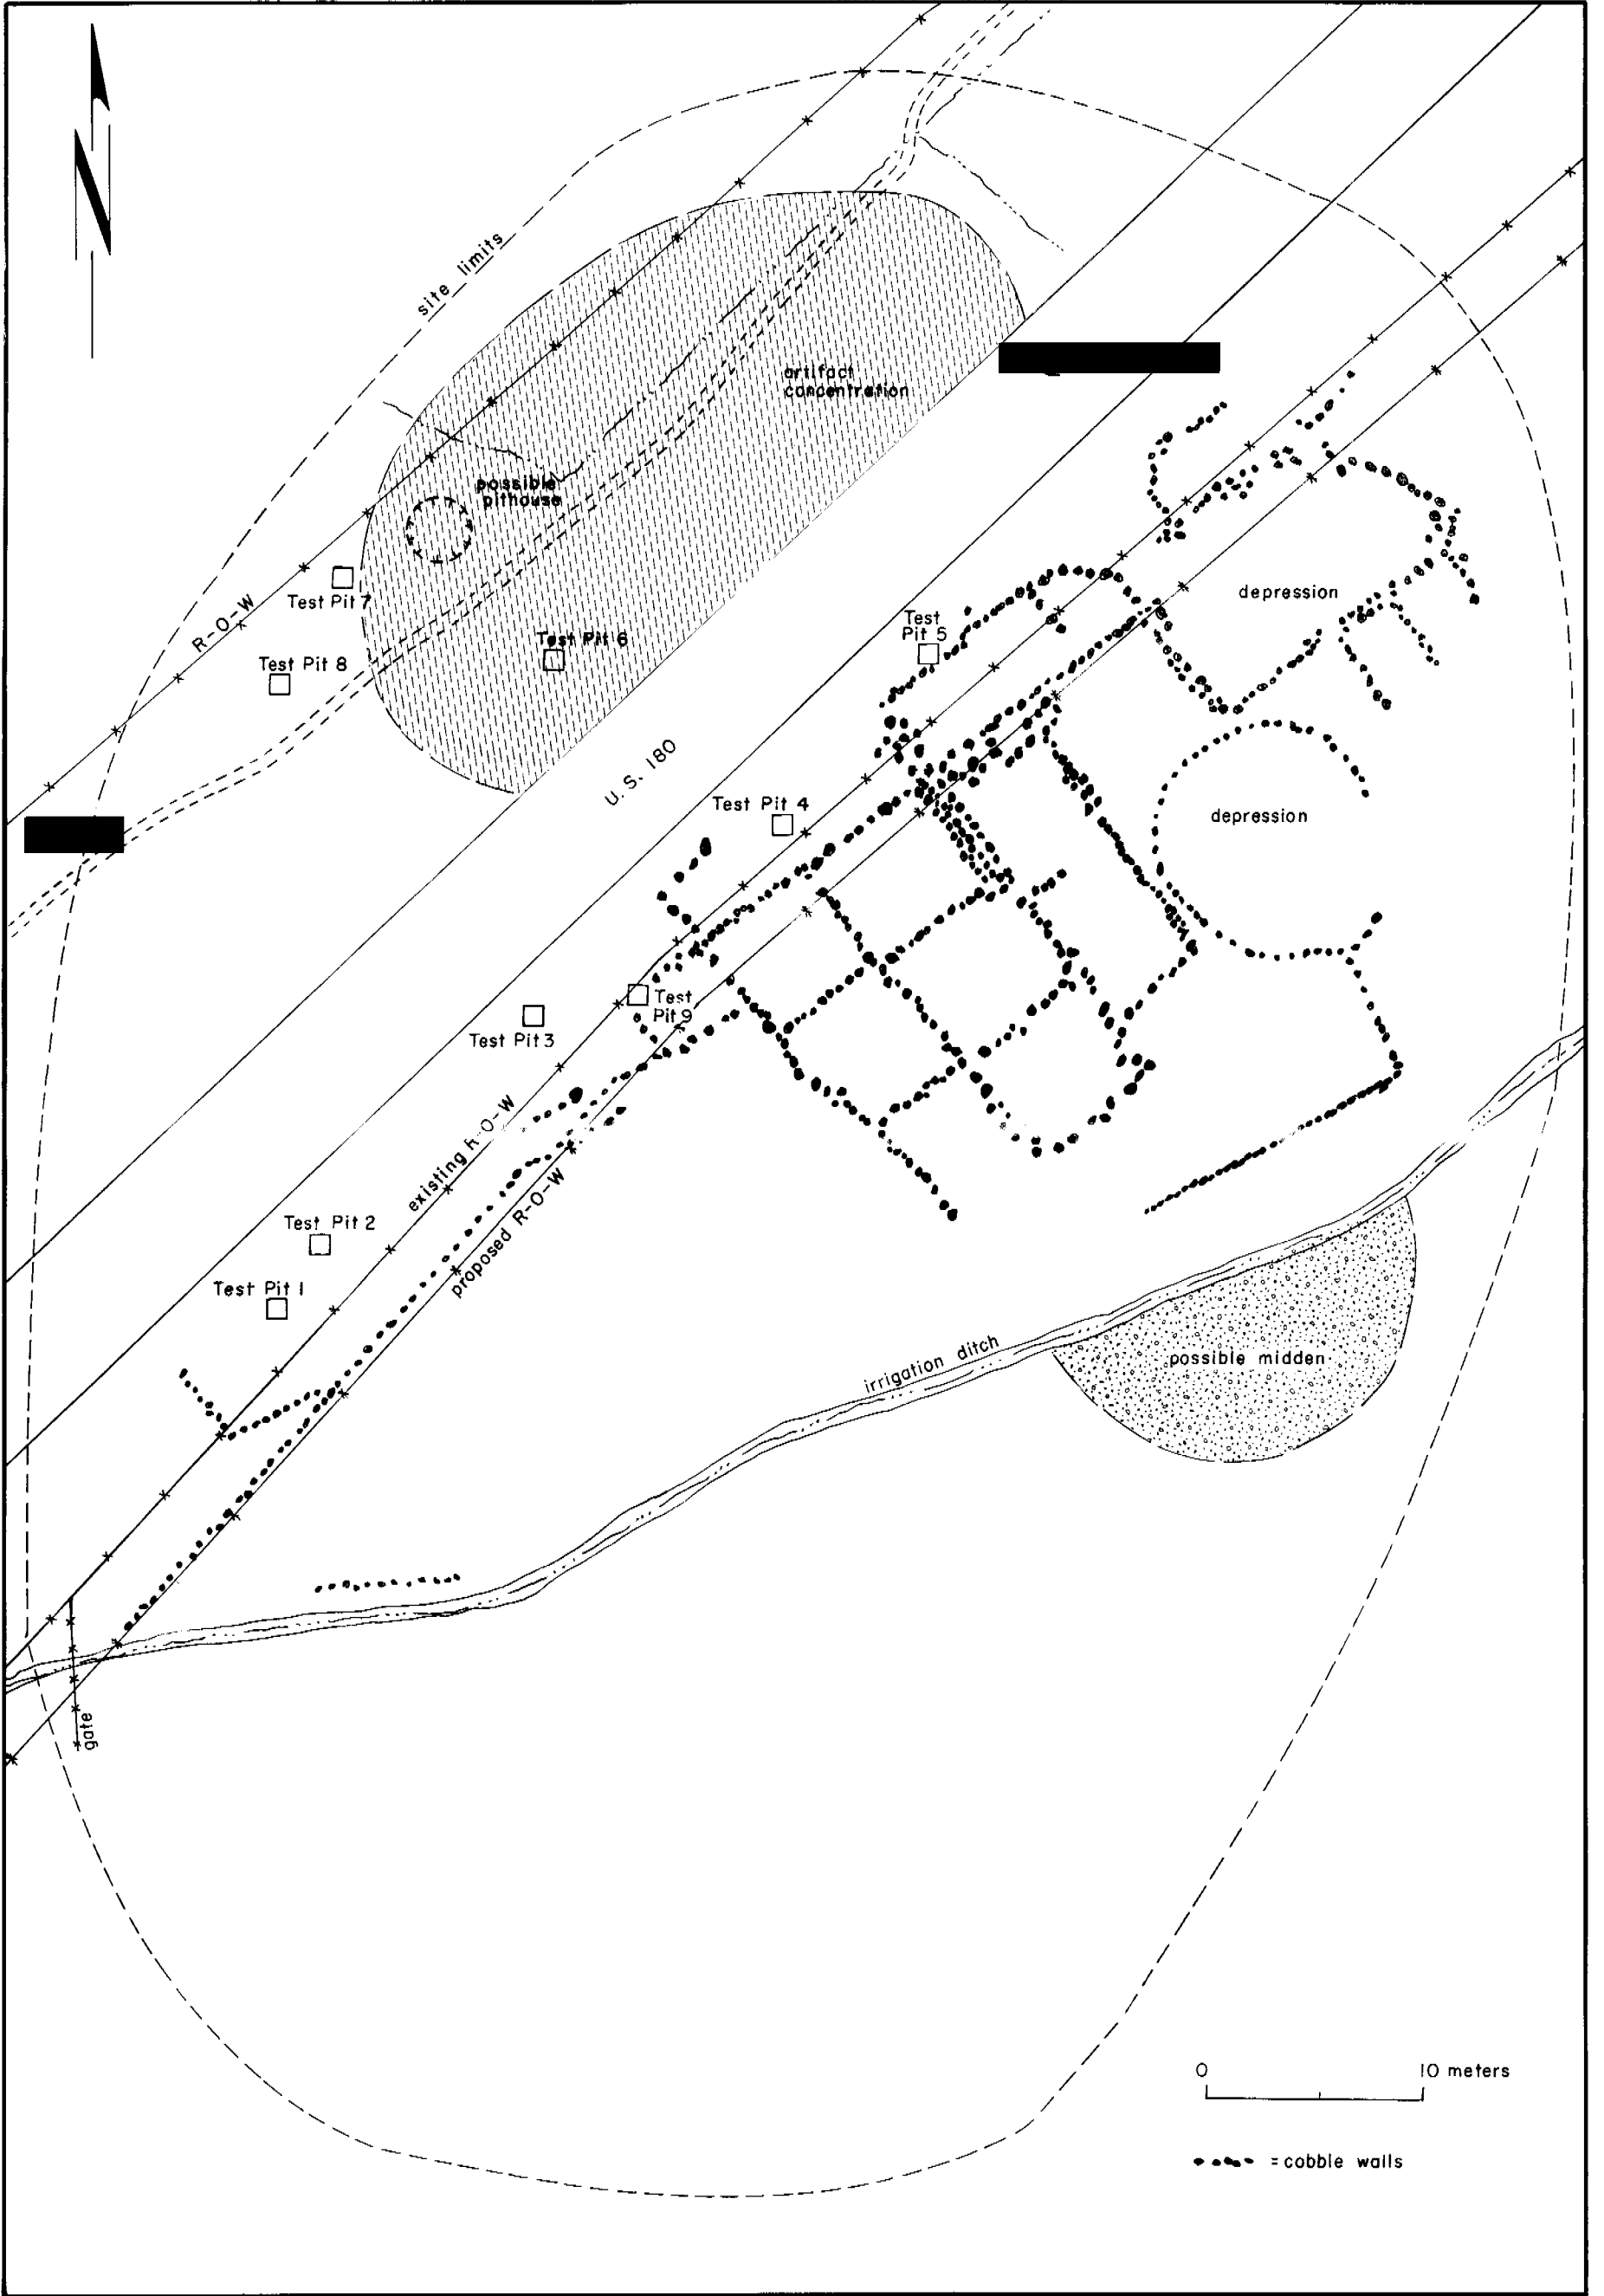 N
site limits
artifact
concentration
possible
pithouse
Test Pit 7
R-O-W
Test Pit 6
Test
Pit 5
depression
Test Pit 8
U.S. 180
Test Pit 4
depression
Test
Pit 9
Test Pit 3
existing R-O-W
proposed R-O-W
Test Pit 2
Test Pit 1
irrigation ditch
possible midden
gate
0 10 meters
= cobble walls